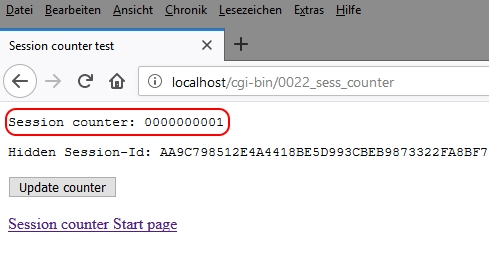 Datei Bearbeiten Ansicht Chronik Lesezeichen Extras Hilfe
Session counter test
localhost/cgi-bin/0022_sess_counter
Session counter: 0000000001
Hidden Session-Id: AA9C798512E4A4418BE5D993CBEB9873322FA8BF7
Update counter
Session counter Start page